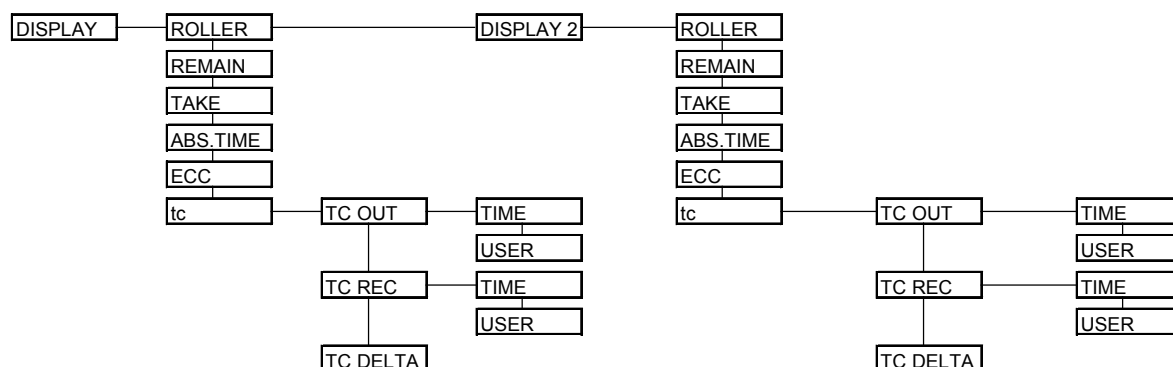 DISPLAY ROLLER DISPLAY 2 ROLLER
REMAIN REMAIN
TAKE TAKE
ABS.TIME ABS.TIME
ECC ECC
tc TC OUT TIME tc TC OUT TIME
USER USER
TC REC TIME TC REC TIME
USER USER
TC DELTA TC DELTA